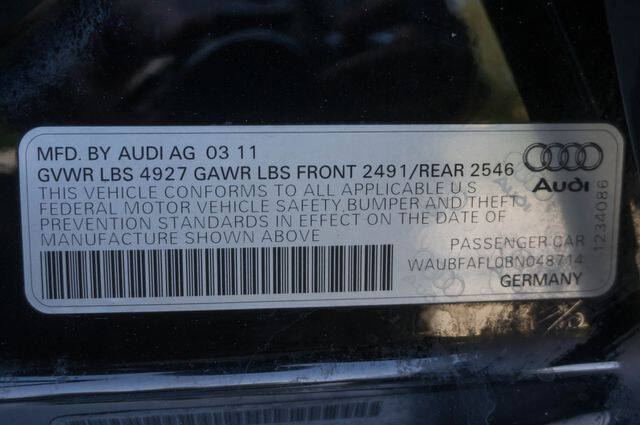 MFD. BY AUDI AG 03 11
GVWR LBS 4927 GAWR LBS FRONT 2491/REAR 2546
THIS VEHICLE CONFORMS TO ALL APPLICABLE U.S
FEDERAL MOTOR VEHICLE SAFETY, BUMPER AND THEFT
PREVENTION STANDARDS IN EFFECT ON THE DATE OF
MANUFACTURE SHOWN ABOVE
Audi
1234086
PASSENGER CAR
WAUBFAFL0BN048714
GERMANY